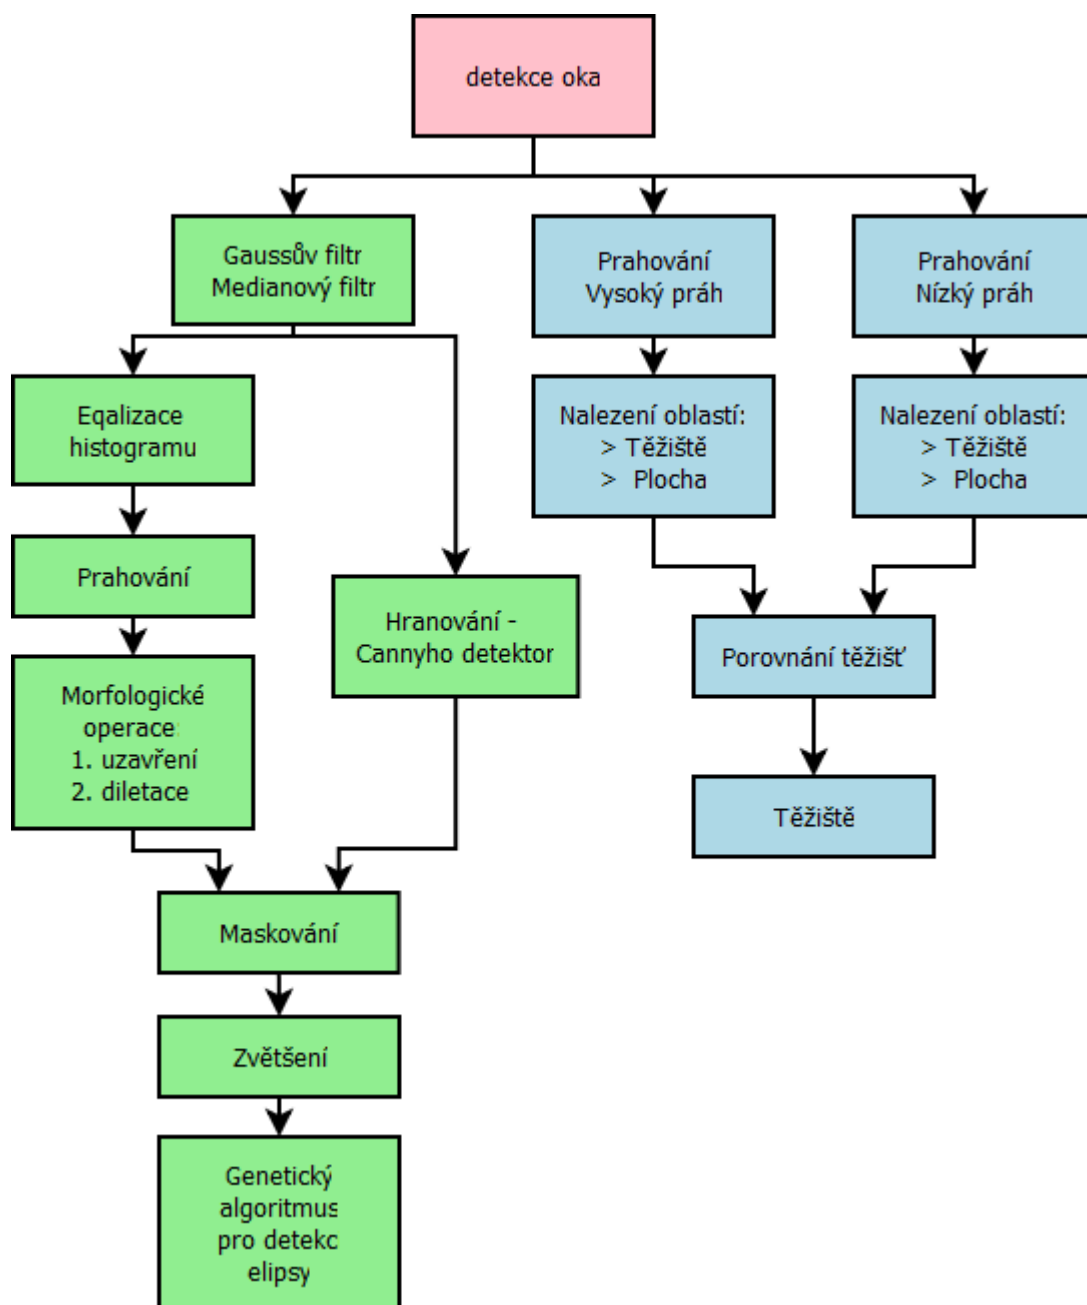 detekce oka
Gaussův filtr
Medianový filtr
Prahování
Vysoký práh
Prahování
Nízký práh
Eqalizace
histogramu
Nalezení oblastí:
> Těžiště
> Plocha
Nalezení oblastí:
> Těžiště
> Plocha
Prahování
Hranování -
Cannyho detektor
Porovnání těžišť
Morfologické
operace:
1. uzavření
2. diletace
Těžiště
Maskování
Zvětšení
Genetický
algoritmus
pro detekc
elipsy